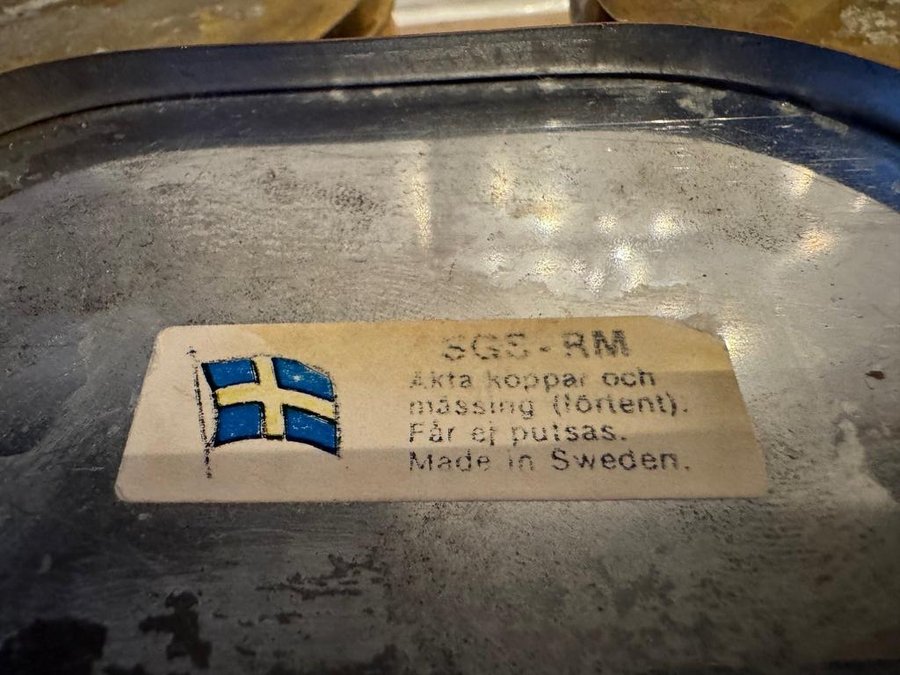 SGS-RM
Äkta koppar och
mässing (förtent).
Får ej putsas.
Made in Sweden.